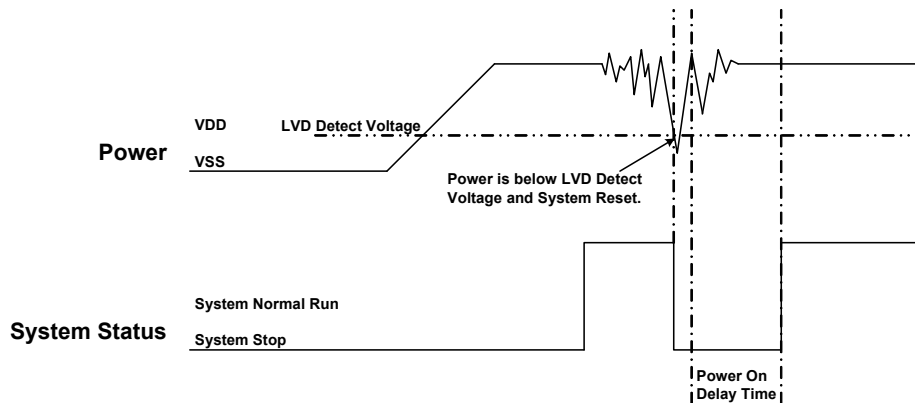 VDD
LVD Detect Voltage
Power
VSS
Power is below LVD Detect
Voltage and System Reset.
System Normal Run
System Status
System Stop
Power On
Delay Time